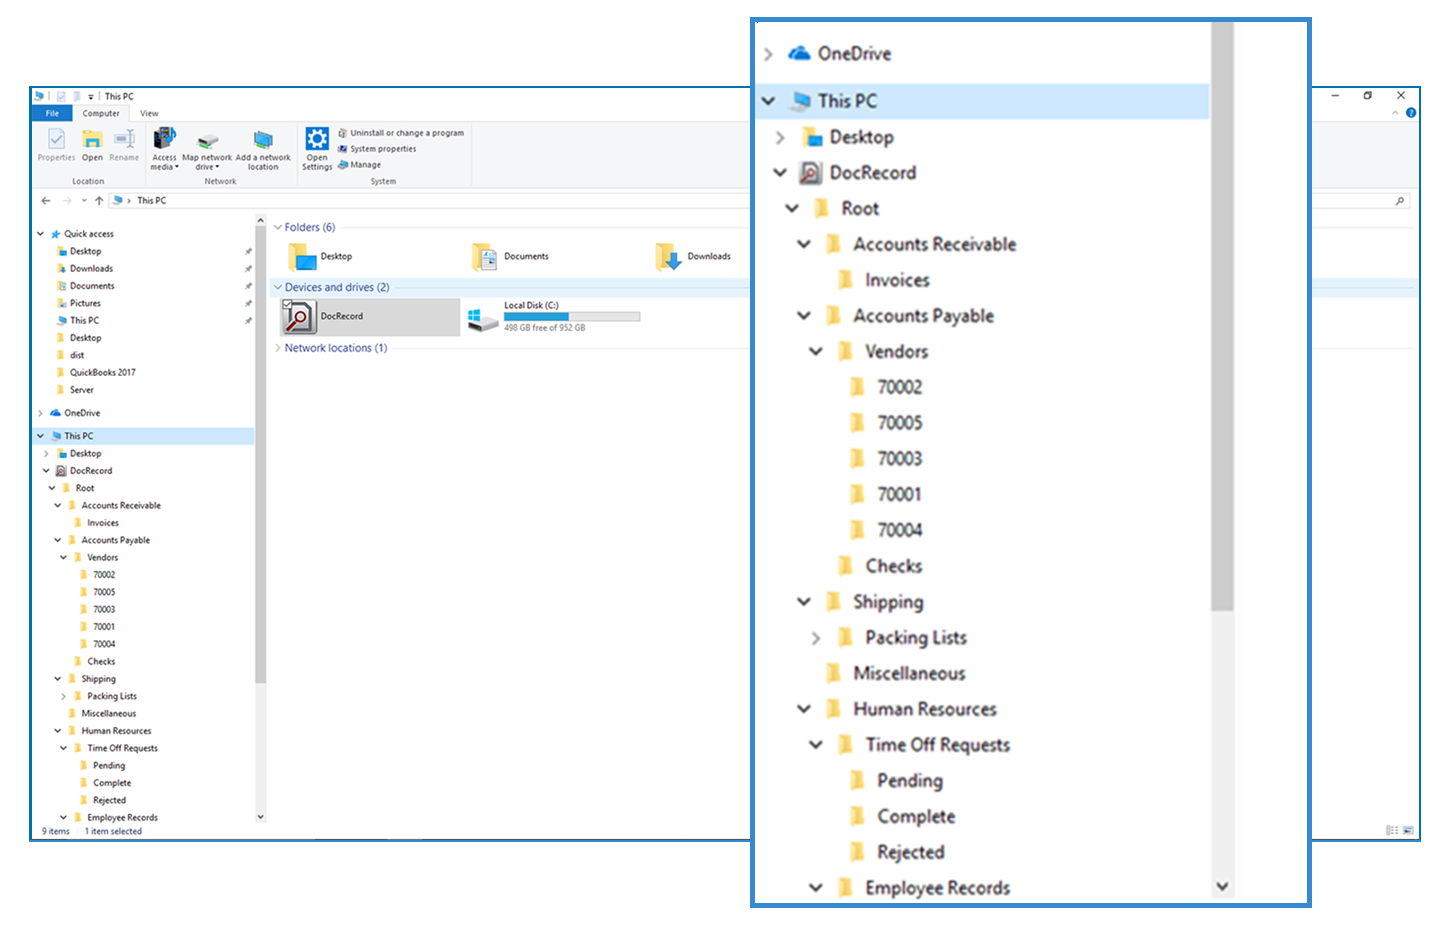 This PC
File Computer View
Properties Open Rename Access media Map network drive Add a network location Open Settings Uninstall or change a program
System properties
Manage
Location Network System
This PC
Quick access
Desktop
Downloads
Documents
Pictures
This PC
Desktop
dist
QuickBooks 2017
Server
OneDrive
This PC
Desktop
DocRecord
Root
Accounts Receivable
Invoices
Accounts Payable
Vendors
70002
70005
70003
70001
70004
Checks
Shipping
Packing Lists
Miscellaneous
Human Resources
Time Off Requests
Pending
Complete
Rejected
Employee Records
9 items 1 item selected
Folders (6)
Desktop Documents Downloads
Devices and drives (2)
DocRecord
Local Disk (C:)
498 GB free of 952 GB
Network locations (1)
OneDrive
This PC
Desktop
DocRecord
Root
Accounts Receivable
Invoices
Accounts Payable
Vendors
70002
70005
70003
70001
70004
Checks
Shipping
Packing Lists
Miscellaneous
Human Resources
Time Off Requests
Pending
Complete
Rejected
Employee Records